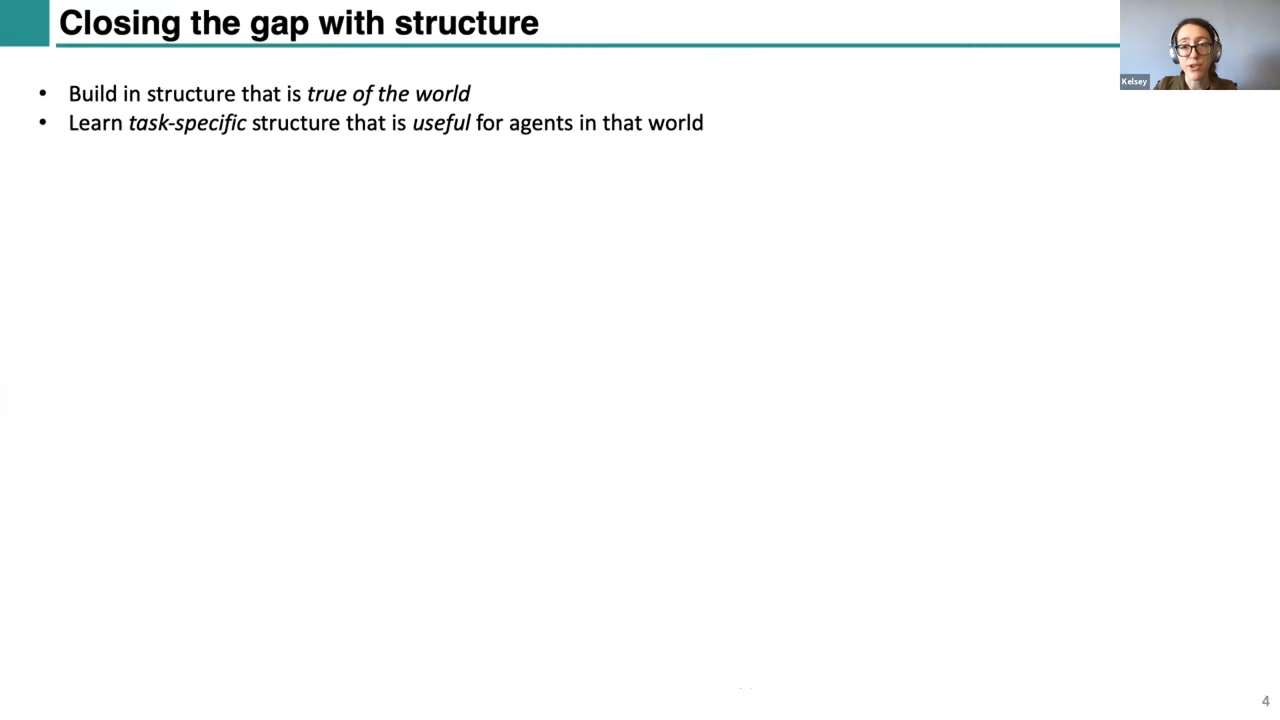 Closing the gap with structure
Kelsey
• Build in structure that is true of the world
• Learn task-specific structure that is useful for agents in that world
4